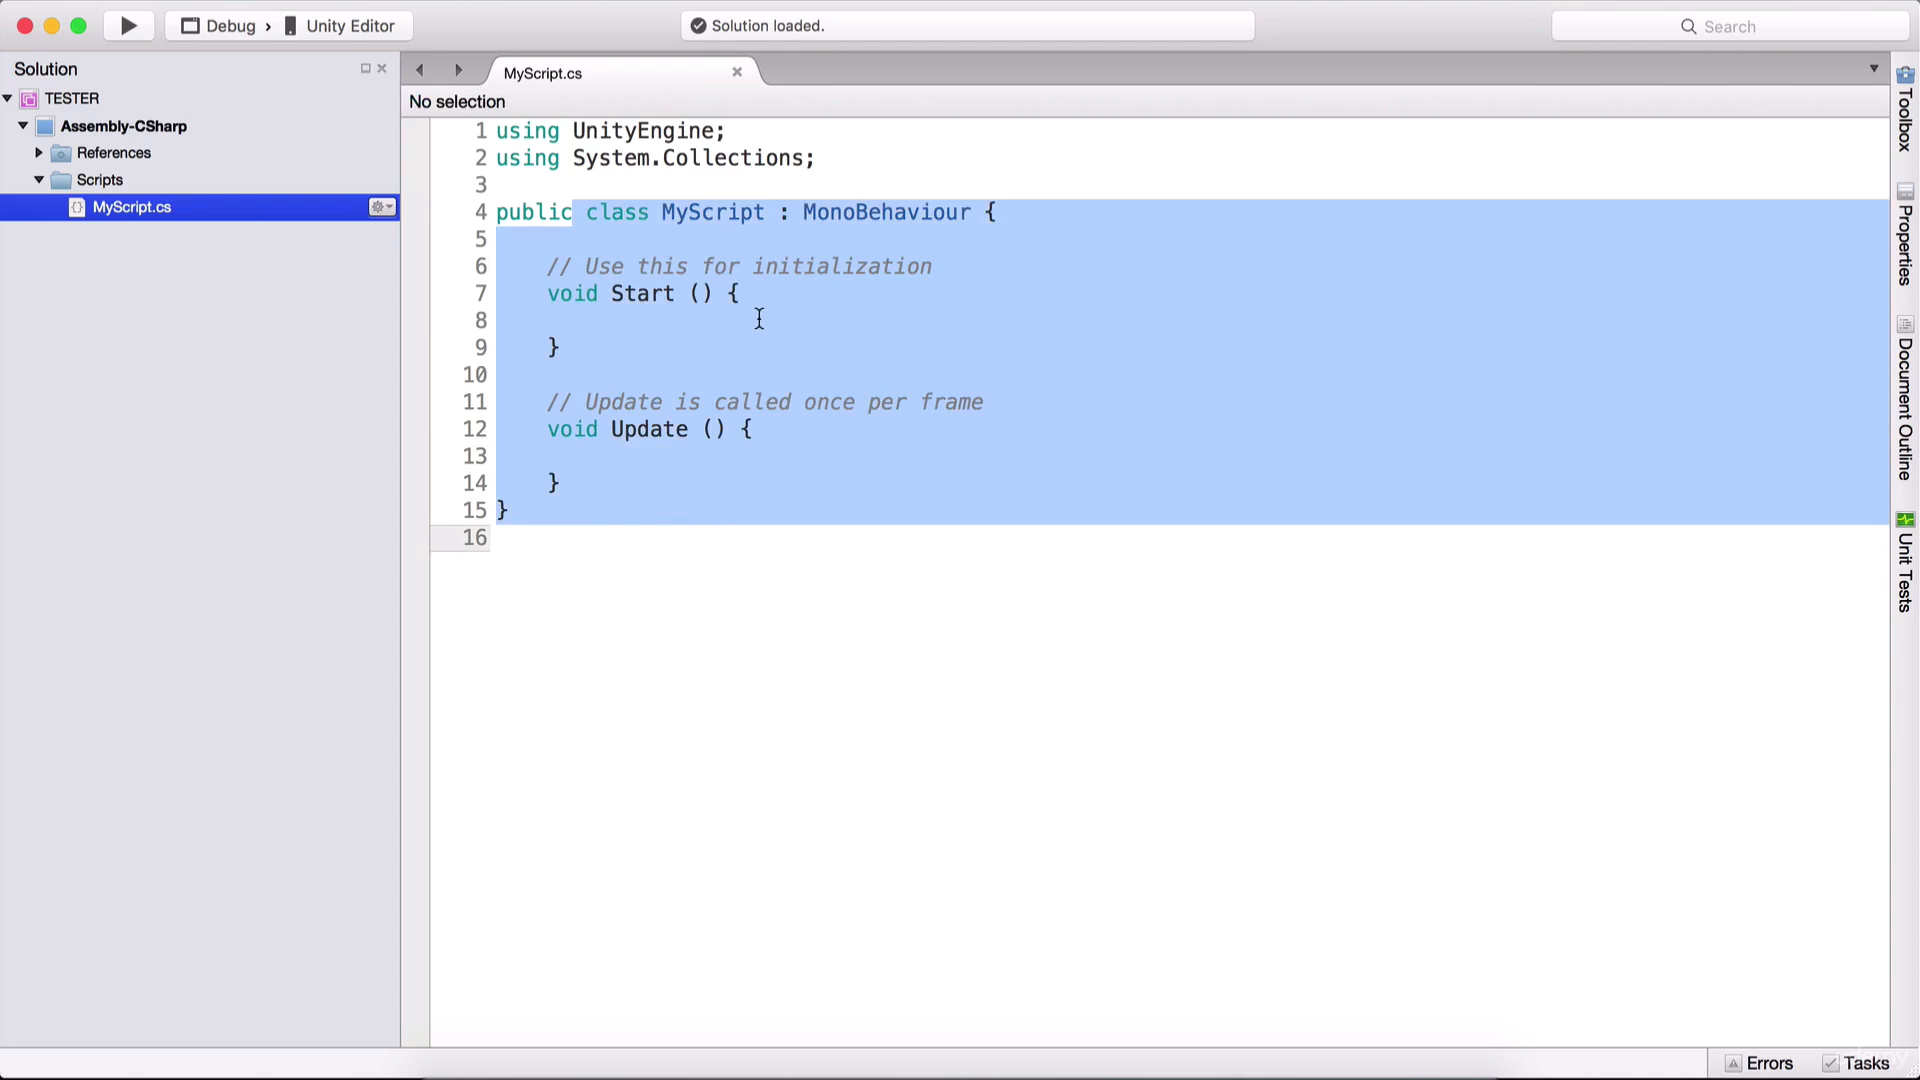 Debug › Unity Editor
Solution loaded.
Search
Solution
TESTER
Assembly-CSharp
References
Scripts
MyScript.cs
MyScript.cs
No selection
1 using UnityEngine;
2 using System.Collections;
3
4 public class MyScript : MonoBehaviour {
5
6 // Use this for initialization
7 void Start () {
8
9 }
10
11 // Update is called once per frame
12 void Update () {
13
14 }
15 }
16
Toolbox
Properties
Document Outline
Unit Tests
Errors
Tasks